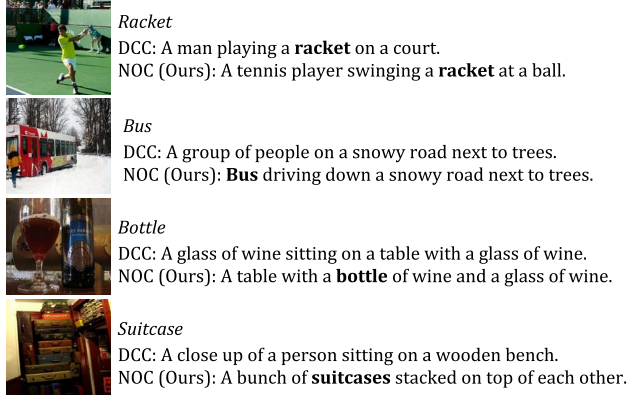 Racket
DCC: A man playing a racket on a court.
NOC (Ours): A tennis player swinging a racket at a ball.
Bus
DCC: A group of people on a snowy road next to trees.
NOC (Ours): Bus driving down a snowy road next to trees.
Bottle
DCC: A glass of wine sitting on a table with a glass of wine.
NOC (Ours): A table with a bottle of wine and a glass of wine.
Suitcase
DCC: A close up of a person sitting on a wooden bench.
NOC (Ours): A bunch of suitcases stacked on top of each other.